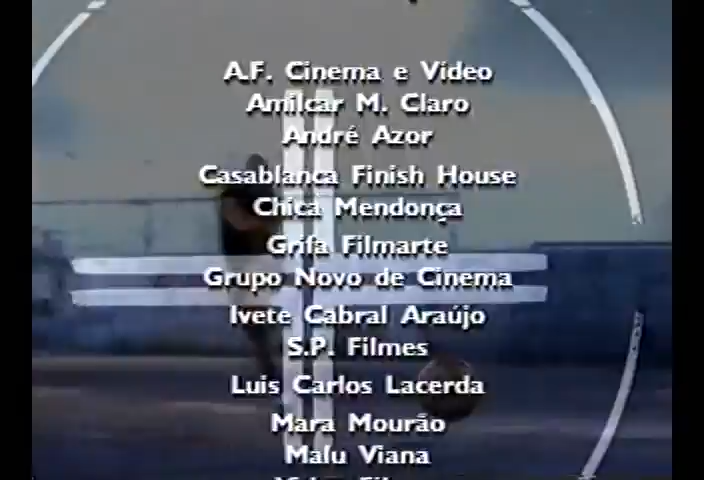 A.F. Cinema e Vídeo
Amilcar M. Claro
André Azor
Casablanca Finish House
Chica Mendonça
Grifa Filmarte
Grupo Novo de Cinema
Ivete Cabral Araújo
S.P. Filmes
Luis Carlos Lacerda
Mara Mourão
Malu Viana